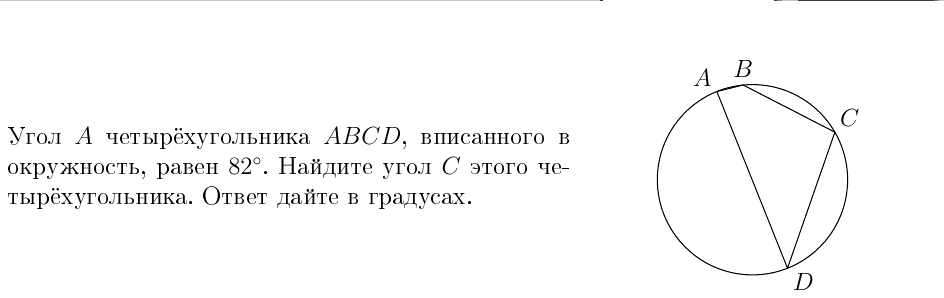 Угол A четырёхугольника ABCD, вписанного в
окружность, равен 82°. Найдите угол C этого че-
тырёхугольника. Ответ дайте в градусах.
A
B
C
D